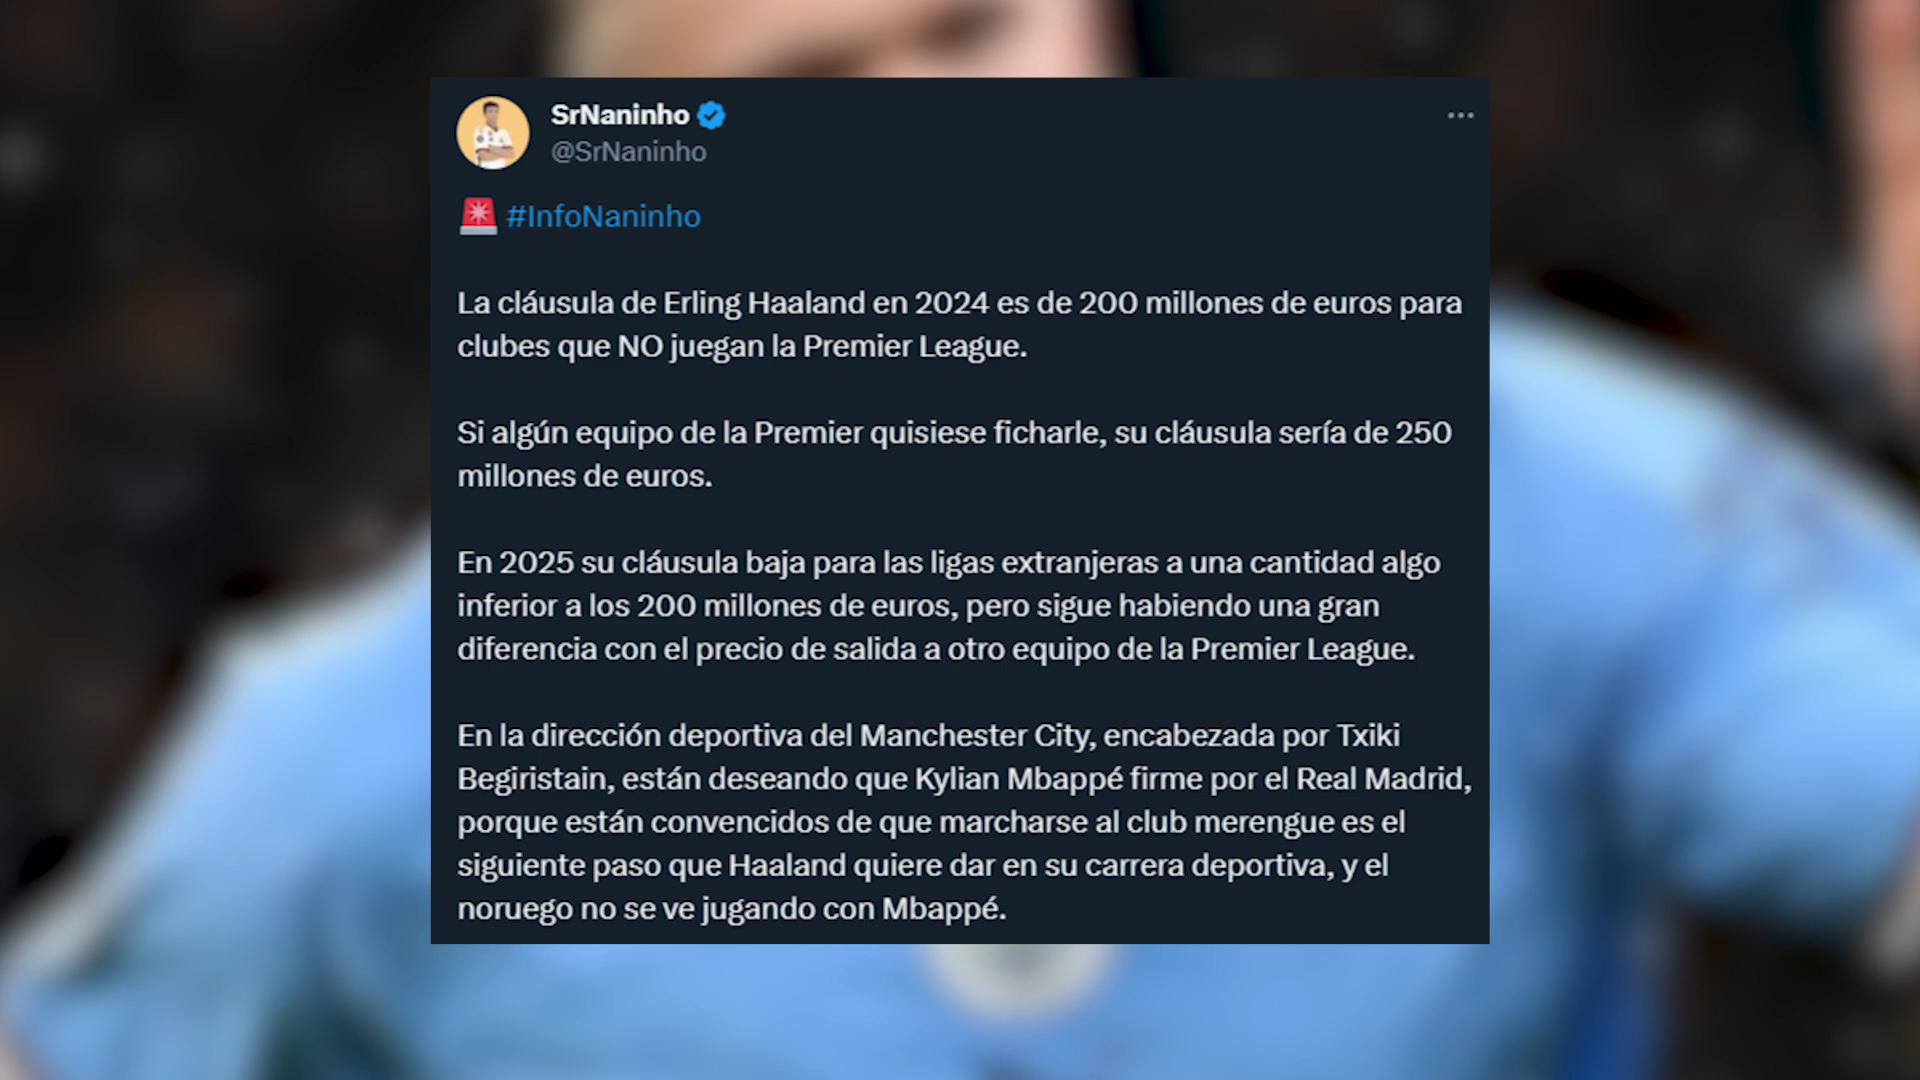 SrNaninho
@SrNaninho
#InfoNaninho
La cláusula de Erling Haaland en 2024 es de 200 millones de euros para
clubes que NO juegan la Premier League.
Si algún equipo de la Premier quisiese ficharle, su cláusula sería de 250
millones de euros.
En 2025 su cláusula baja para las ligas extranjeras a una cantidad algo
inferior a los 200 millones de euros, pero sigue habiendo una gran
diferencia con el precio de salida a otro equipo de la Premier League.
En la dirección deportiva del Manchester City, encabezada por Txiki
Begiristain, están deseando que Kylian Mbappé firme por el Real Madrid,
porque están convencidos de que marcharse al club merengue es el
siguiente paso que Haaland quiere dar en su carrera deportiva, y el
noruego no se ve jugando con Mbappé.